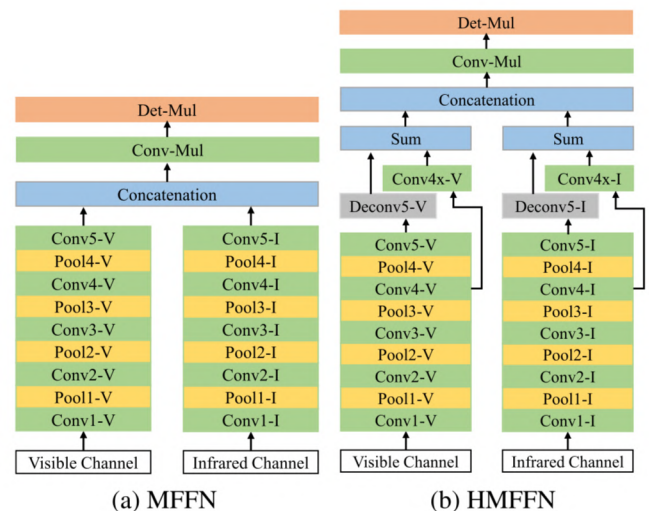 Det-Mul
Conv-Mul
Concatenation
Conv5-V
Pool4-V
Conv4-V
Pool3-V
Conv3-V
Pool2-V
Conv2-V
Pool1-V
Conv1-V
Visible Channel
Conv5-I
Pool4-I
Conv4-I
Pool3-I
Conv3-I
Pool2-I
Conv2-I
Pool1-I
Conv1-I
Infrared Channel
(a) MFFN
Det-Mul
Conv-Mul
Concatenation
Sum
Conv4x-V
Deconv5-V
Conv5-V
Pool4-V
Conv4-V
Pool3-V
Conv3-V
Pool2-V
Conv2-V
Pool1-V
Conv1-V
Visible Channel
Sum
Conv4x-I
Deconv5-I
Conv5-I
Pool4-I
Conv4-I
Pool3-I
Conv3-I
Pool2-I
Conv2-I
Pool1-I
Conv1-I
Infrared Channel
(b) HMFFN